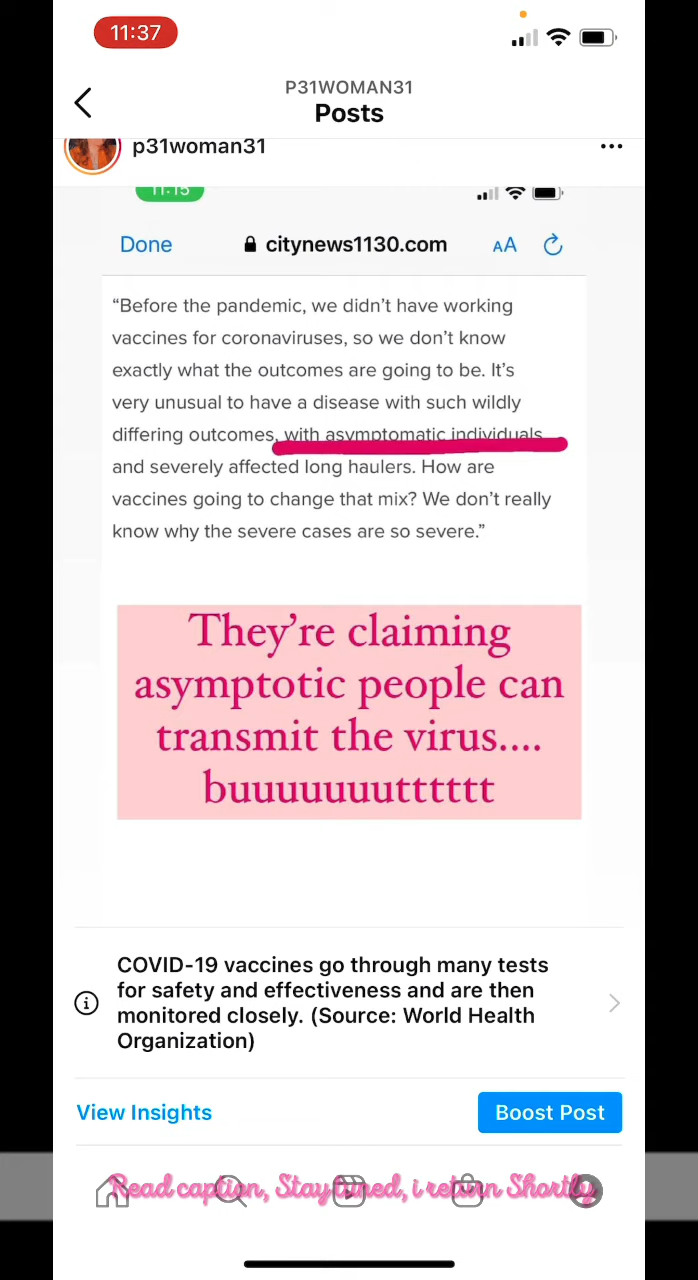 11:37
P31WOMAN31
Posts
p31woman31
11:15
Done
citynews1130.com
AA
“Before the pandemic, we didn’t have working
vaccines for coronaviruses, so we don’t know
exactly what the outcomes are going to be. It’s
very unusual to have a disease with such wildly
differing outcomes, with asymptomatic individuals
and severely affected long haulers. How are
vaccines going to change that mix? We don’t really
know why the severe cases are so severe.”
They’re claiming
asymptotic people can
transmit the virus....
buuuuuuutttttt
COVID-19 vaccines go through many tests
for safety and effectiveness and are then
monitored closely. (Source: World Health
Organization)
View Insights
Boost Post
Read caption, Stay tuned, i return Shortly